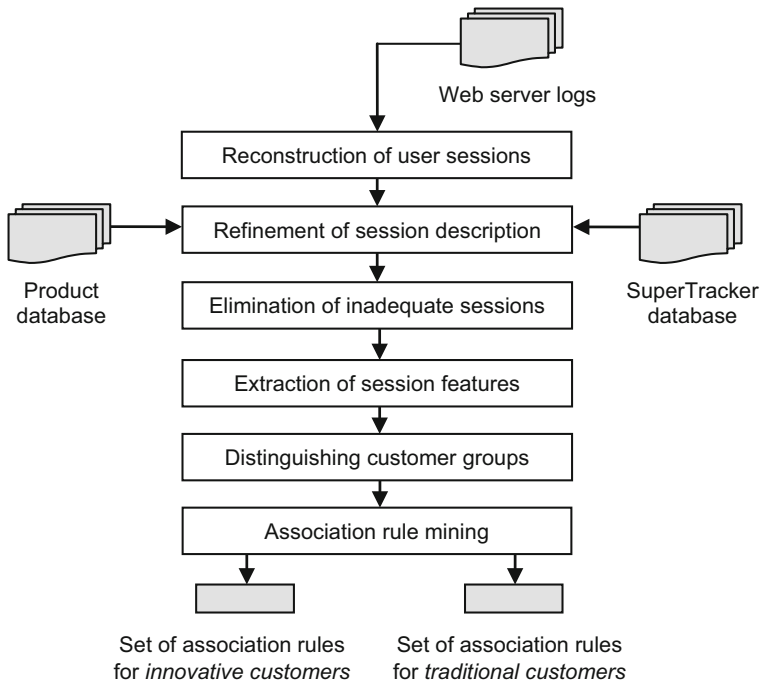 Web server logs
Reconstruction of user sessions
Refinement of session description
Product
database
SuperTracker
database
Elimination of inadequate sessions
Extraction of session features
Distinguishing customer groups
Association rule mining
Set of association rules
for innovative customers
Set of association rules
for traditional customers